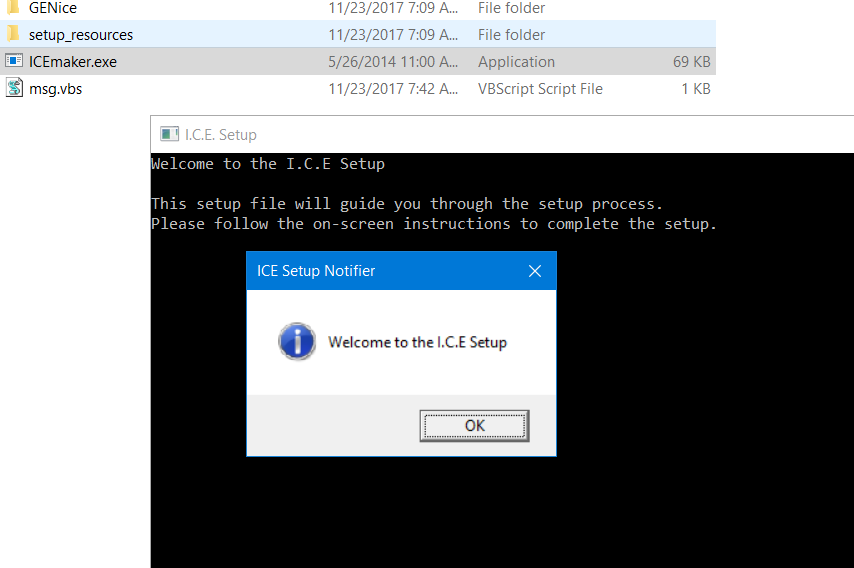 GENice 11/23/2017 7:09 A... File folder
setup_resources 11/23/2017 7:09 A... File folder
ICEmaker.exe 5/26/2014 11:00 A... Application 69 KB
msg.vbs 11/23/2017 7:42 A... VBScript Script File 1 KB
I.C.E. Setup
Welcome to the I.C.E Setup
This setup file will guide you through the setup process.
Please follow the on-screen instructions to complete the setup.
ICE Setup Notifier
Welcome to the I.C.E Setup
OK